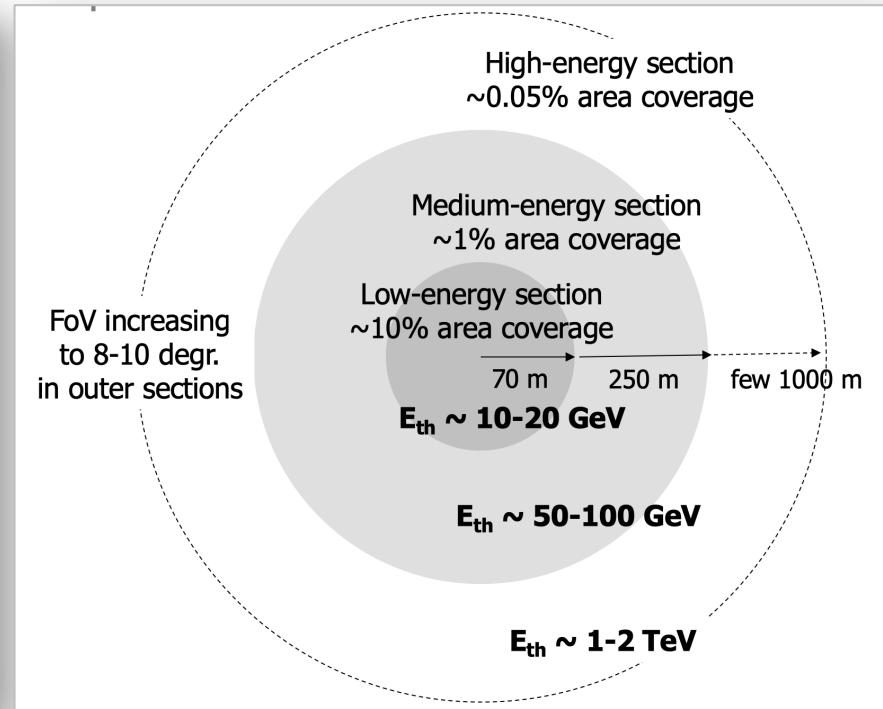 High-energy section
~0.05% area coverage
Medium-energy section
~1% area coverage
Low-energy section
~10% area coverage
FoV increasing
to 8-10 degr.
in outer sections
70 m
250 m
few 1000 m
Eth ~ 10-20 GeV
Eth ~ 50-100 GeV
Eth ~ 1-2 TeV